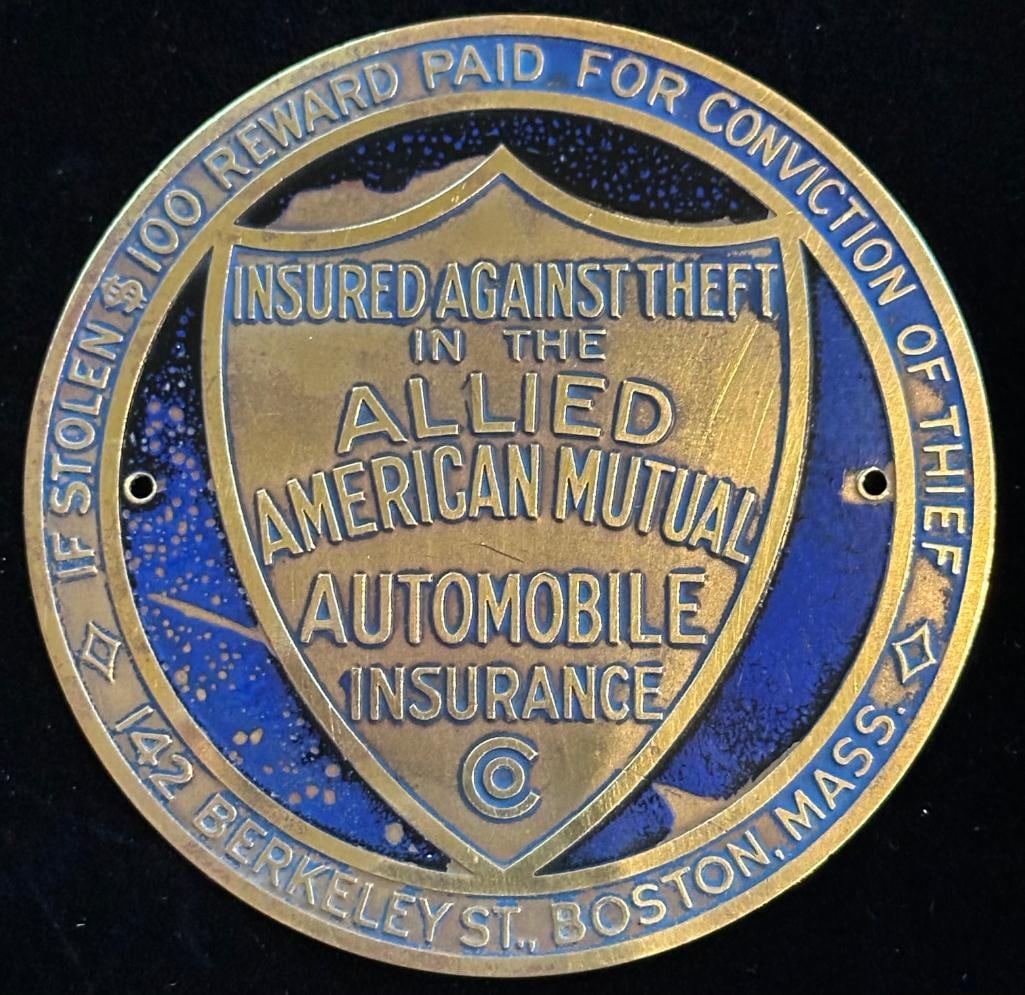 IF STOLEN $100 REWARD PAID FOR CONVICTION OF THIEF
INSURED AGAINST THEFT
IN THE
ALLIED
AMERICAN MUTUAL
AUTOMOBILE
INSURANCE
CO
142 BERKELEY ST., BOSTON, MASS.